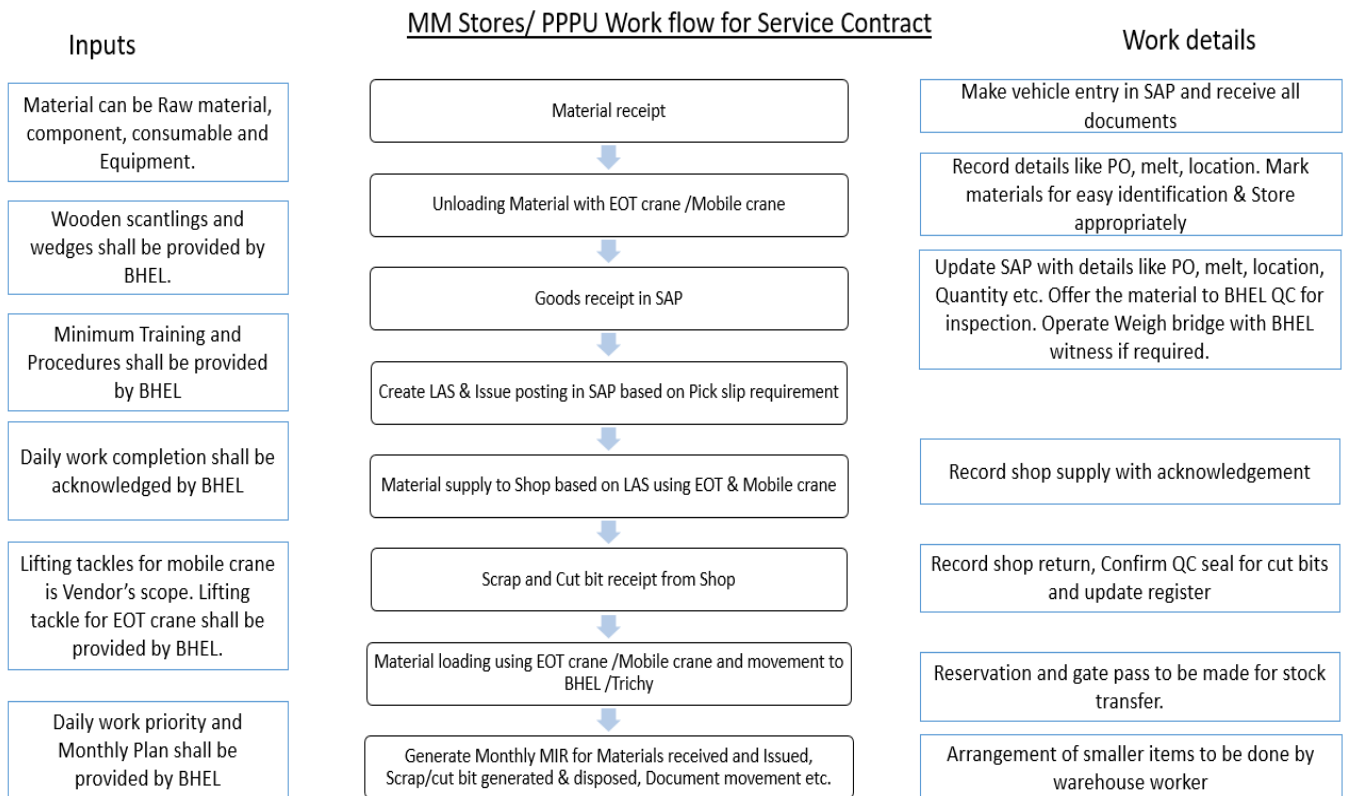 MM Stores/ PPPU Work flow for Service Contract
Inputs
Material can be Raw material,
component, consumable and
Equipment.
Wooden scantlings and
wedges shall be provided by
BHEL.
Minimum Training and
Procedures shall be provided
by BHEL
Daily work completion shall be
acknowledged by BHEL
Lifting tackles for mobile crane
is Vendor’s scope. Lifting
tackle for EOT crane shall be
provided by BHEL.
Daily work priority and
Monthly Plan shall be
provided by BHEL
Material receipt
Unloading Material with EOT crane /Mobile crane
Goods receipt in SAP
Create LAS & Issue posting in SAP based on Pick slip requirement
Material supply to Shop based on LAS using EOT & Mobile crane
Scrap and Cut bit receipt from Shop
Material loading using EOT crane /Mobile crane and movement to
BHEL /Trichy
Generate Monthly MIR for Materials received and Issued,
Scrap/cut bit generated & disposed, Document movement etc.
Work details
Make vehicle entry in SAP and receive all
documents
Record details like PO, melt, location. Mark
materials for easy identification & Store
appropriately
Update SAP with details like PO, melt, location,
Quantity etc. Offer the material to BHEL QC for
inspection. Operate Weigh bridge with BHEL
witness if required.
Record shop supply with acknowledgement
Record shop return, Confirm QC seal for cut bits
and update register
Reservation and gate pass to be made for stock
transfer.
Arrangement of smaller items to be done by
warehouse worker